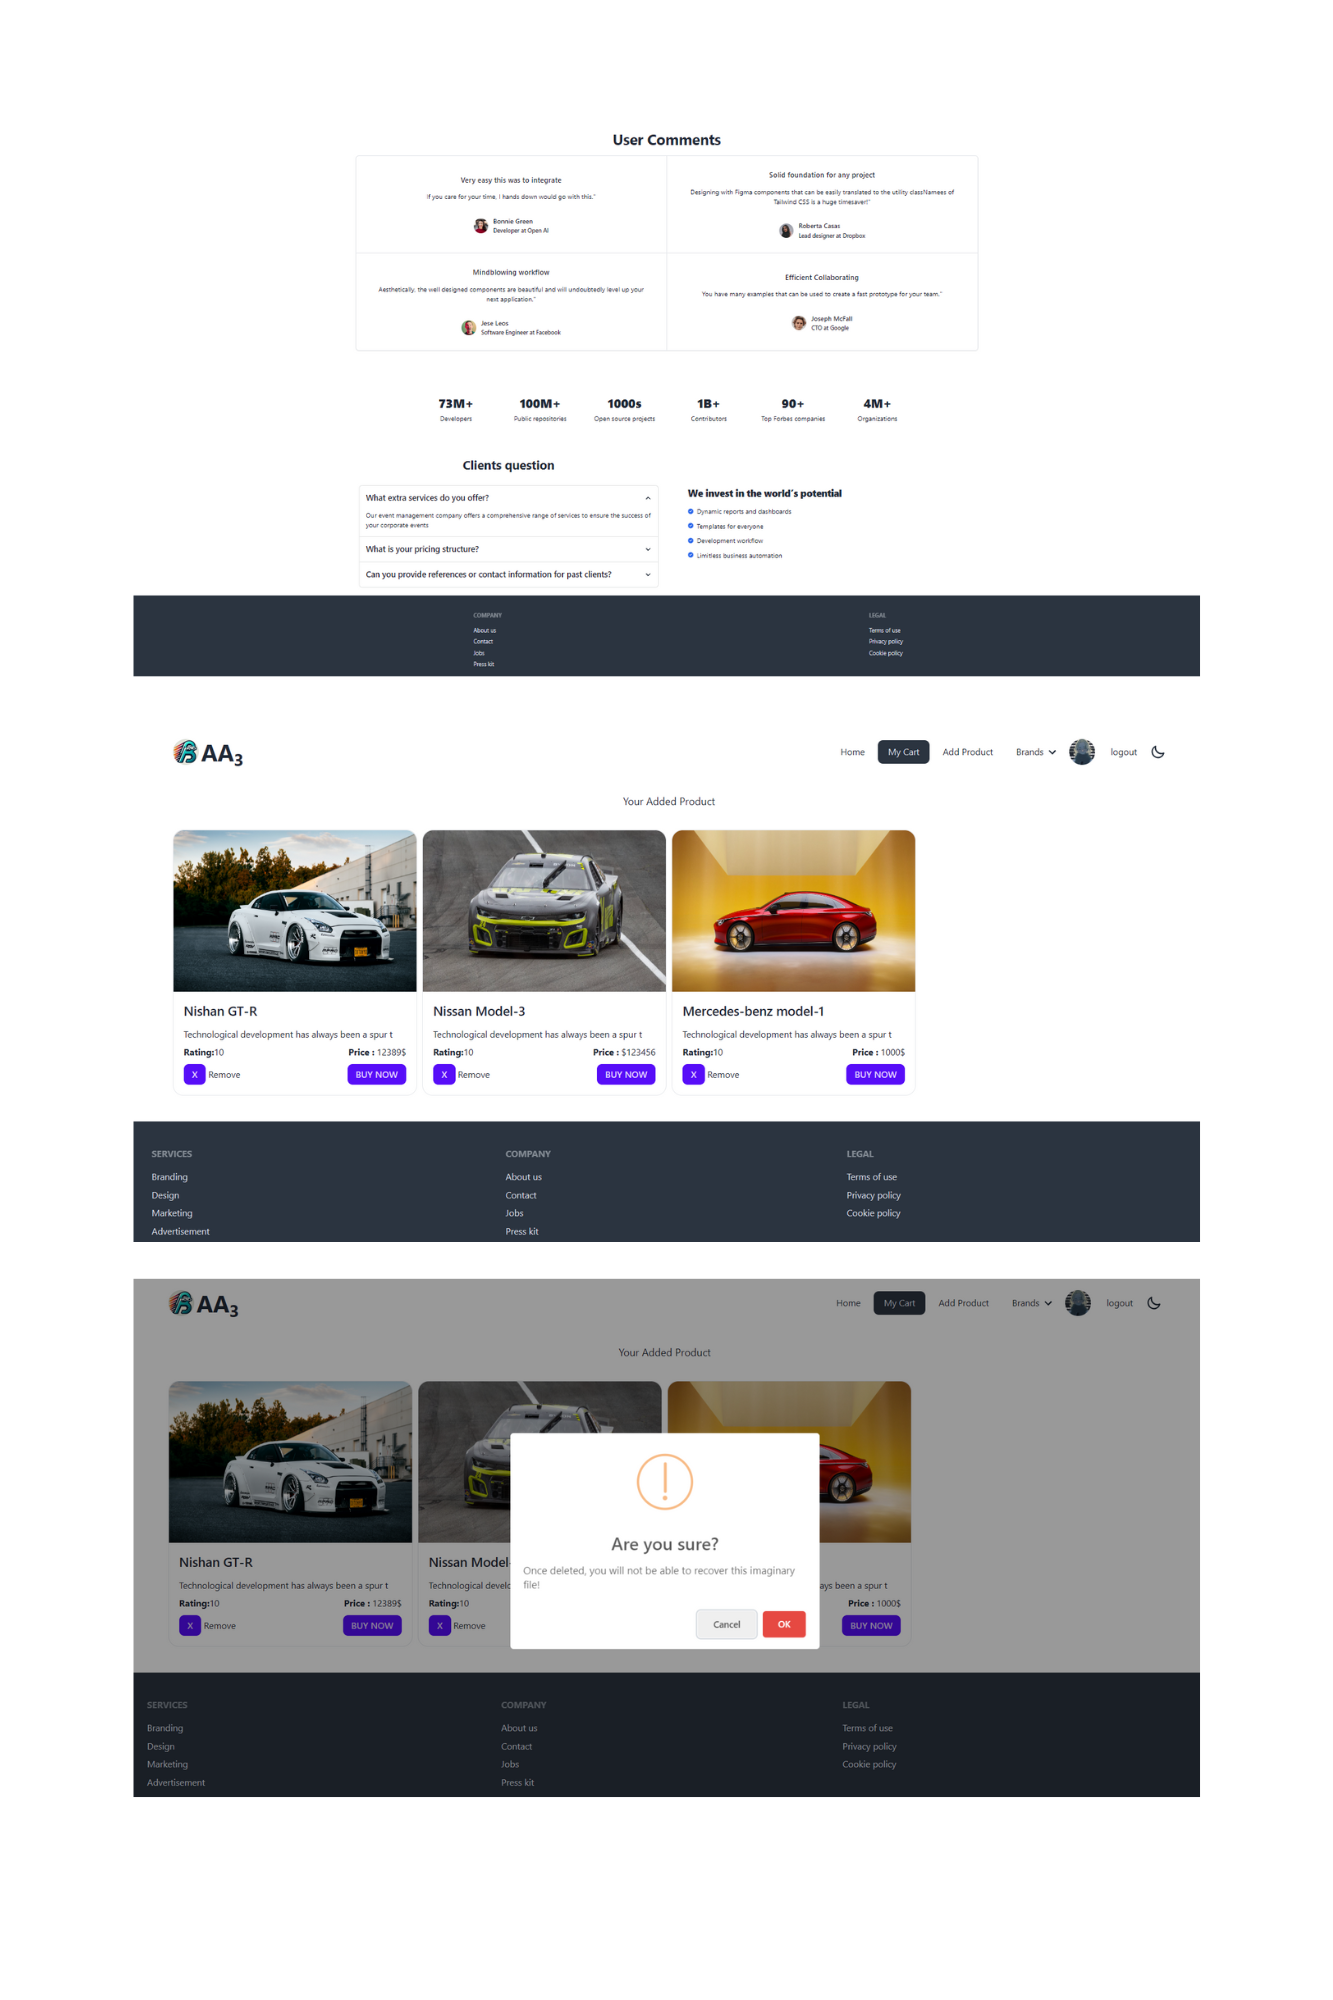 User Comments
Very easy this was to integrate
If you care for your time, I hands down would go with this."
Bonnie Green
Developer at Open AI
Solid foundation for any project
Designing with Figma components that can be easily translated to the utility classNamees of
Tailwind CSS is a huge timesaver!"
Roberta Casas
Lead designer at Dropbox
Mindblowing workflow
Aesthetically, the well designed components are beautiful and will undoubtedly level up your
next application."
Jese Leos
Software Engineer at Facebook
Efficient Collaborating
You have many examples that can be used to create a fast prototype for your team."
Joseph McFall
CTO at Google
73M+ 100M+ 1000s 1B+ 90+ 4M+
Developers Public repositories Open source projects Contributors Top Forbes companies Organizations
Clients question
What extra services do you offer?
Our event management company offers a comprehensive range of services to ensure the success of
your corporate events
What is your pricing structure?
Can you provide references or contact information for past clients?
We invest in the world's potential
Dynamic reports and dashboards
Templates for everyone
Development workflow
Limitless business automation
COMPANY
About us
Contact
Jobs
Press kit
LEGAL
Terms of use
Privacy policy
Cookie policy
AA3 Home My Cart Add Product Brands logout
Your Added Product
Nishan GT-R
Technological development has always been a spur t
Rating:10 Price : 12389$
X Remove BUY NOW
Nissan Model-3
Technological development has always been a spur t
Rating:10 Price : $123456
X Remove BUY NOW
Mercedes-benz model-1
Technological development has always been a spur t
Rating:10 Price : 1000$
X Remove BUY NOW
SERVICES
Branding
Design
Marketing
Advertisement
COMPANY
About us
Contact
Jobs
Press kit
LEGAL
Terms of use
Privacy policy
Cookie policy
AA3 Home My Cart Add Product Brands logout
Your Added Product
Nishan GT-R
Technological development has always been a spur t
Rating:10 Price : 12389$
X Remove BUY NOW
Nissan Model-
Technological develo
Rating:10
X Remove
Are you sure?
Once deleted, you will not be able to recover this imaginary
file!
Cancel OK
ays been a spur t
Price : 1000$
BUY NOW
SERVICES
Branding
Design
Marketing
Advertisement
COMPANY
About us
Contact
Jobs
Press kit
LEGAL
Terms of use
Privacy policy
Cookie policy